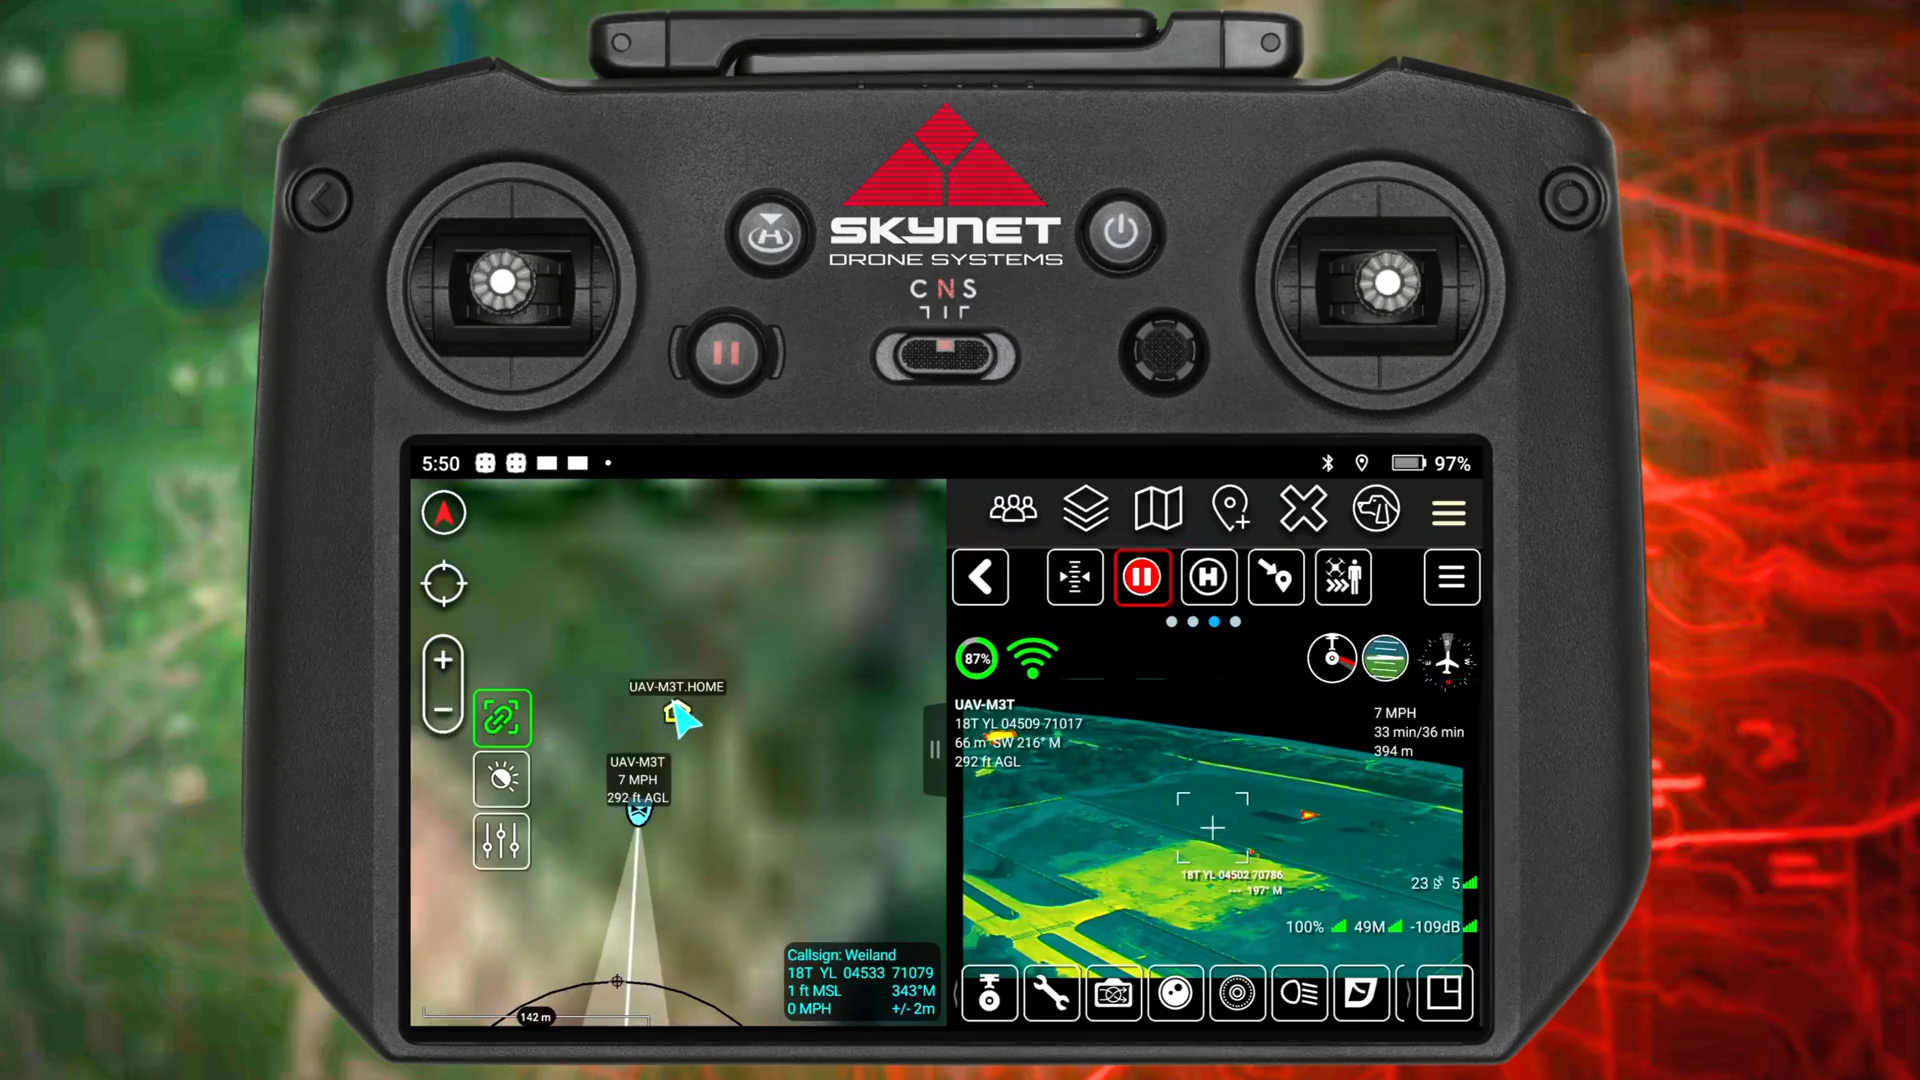 SKYNET
DRONE SYSTEMS
C N S
5:50
97%
UAV-M3T.HOME
UAV-M3T
7 MPH
292 ft AGL
Callsign: Weiland
18T YL 04533 71079
1 ft MSL 343°M
0 MPH +/- 2m
142 m
H
87%
UAV-M3T
18T YL 04509 71017
66 m SW 216° M
292 ft AGL
7 MPH
33 min/36 min
394 m
18T YL 04502 70786
--- 197° M
23 5
100% 49M -109dB